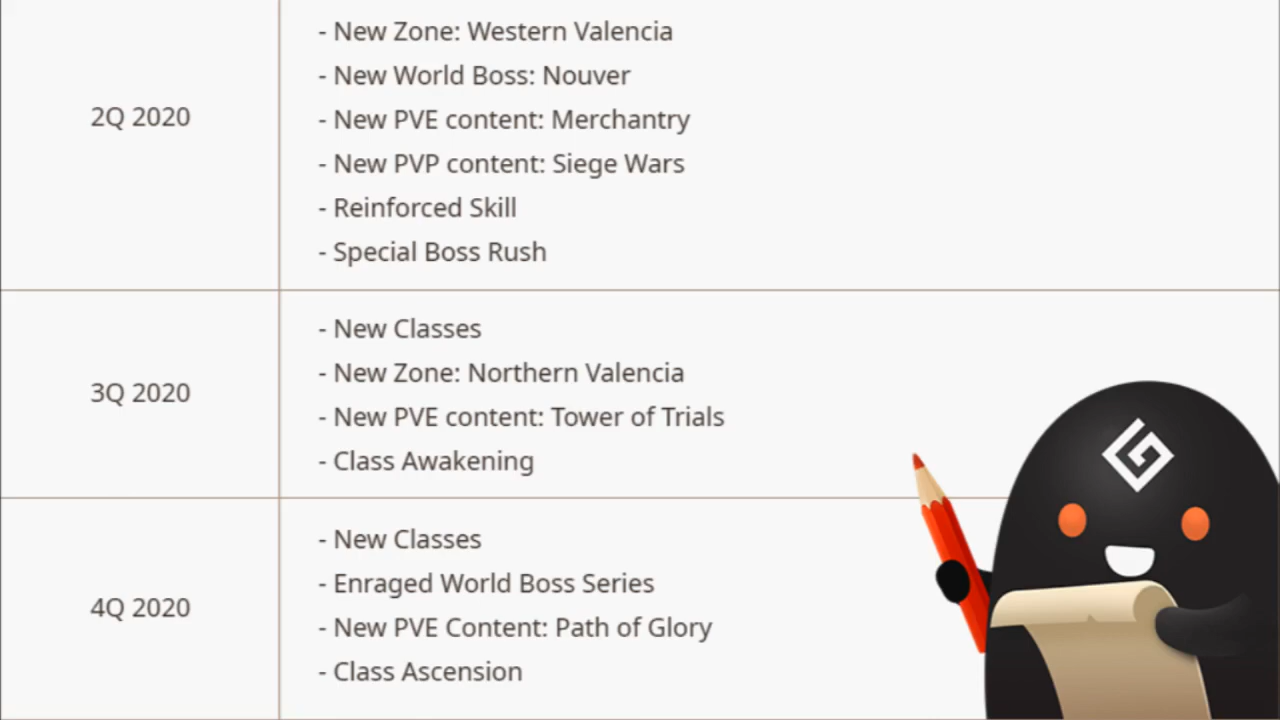 2Q 2020
- New Zone: Western Valencia
- New World Boss: Nouver
- New PVE content: Merchantry
- New PVP content: Siege Wars
- Reinforced Skill
- Special Boss Rush
3Q 2020
- New Classes
- New Zone: Northern Valencia
- New PVE content: Tower of Trials
- Class Awakening
4Q 2020
- New Classes
- Enraged World Boss Series
- New PVE Content: Path of Glory
- Class Ascension